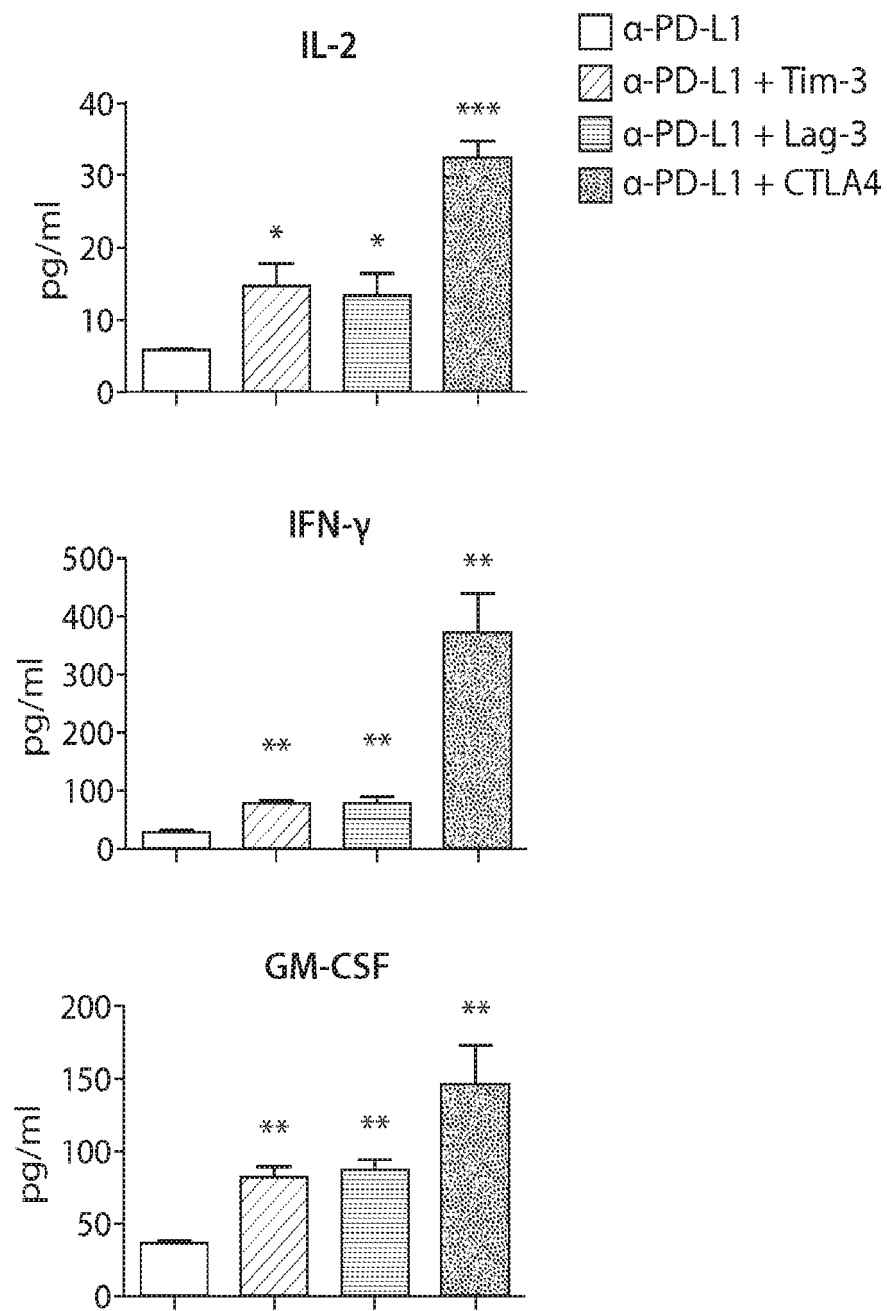 IL-2
α-PD-L1
α-PD-L1 + Tim-3
α-PD-L1 + Lag-3
α-PD-L1 + CTLA4
pg/ml
40
30
20
10
0
*
*
***
IFN-γ
pg/ml
500
400
300
200
100
0
**
**
**
GM-CSF
pg/ml
200
150
100
50
0
**
**
**